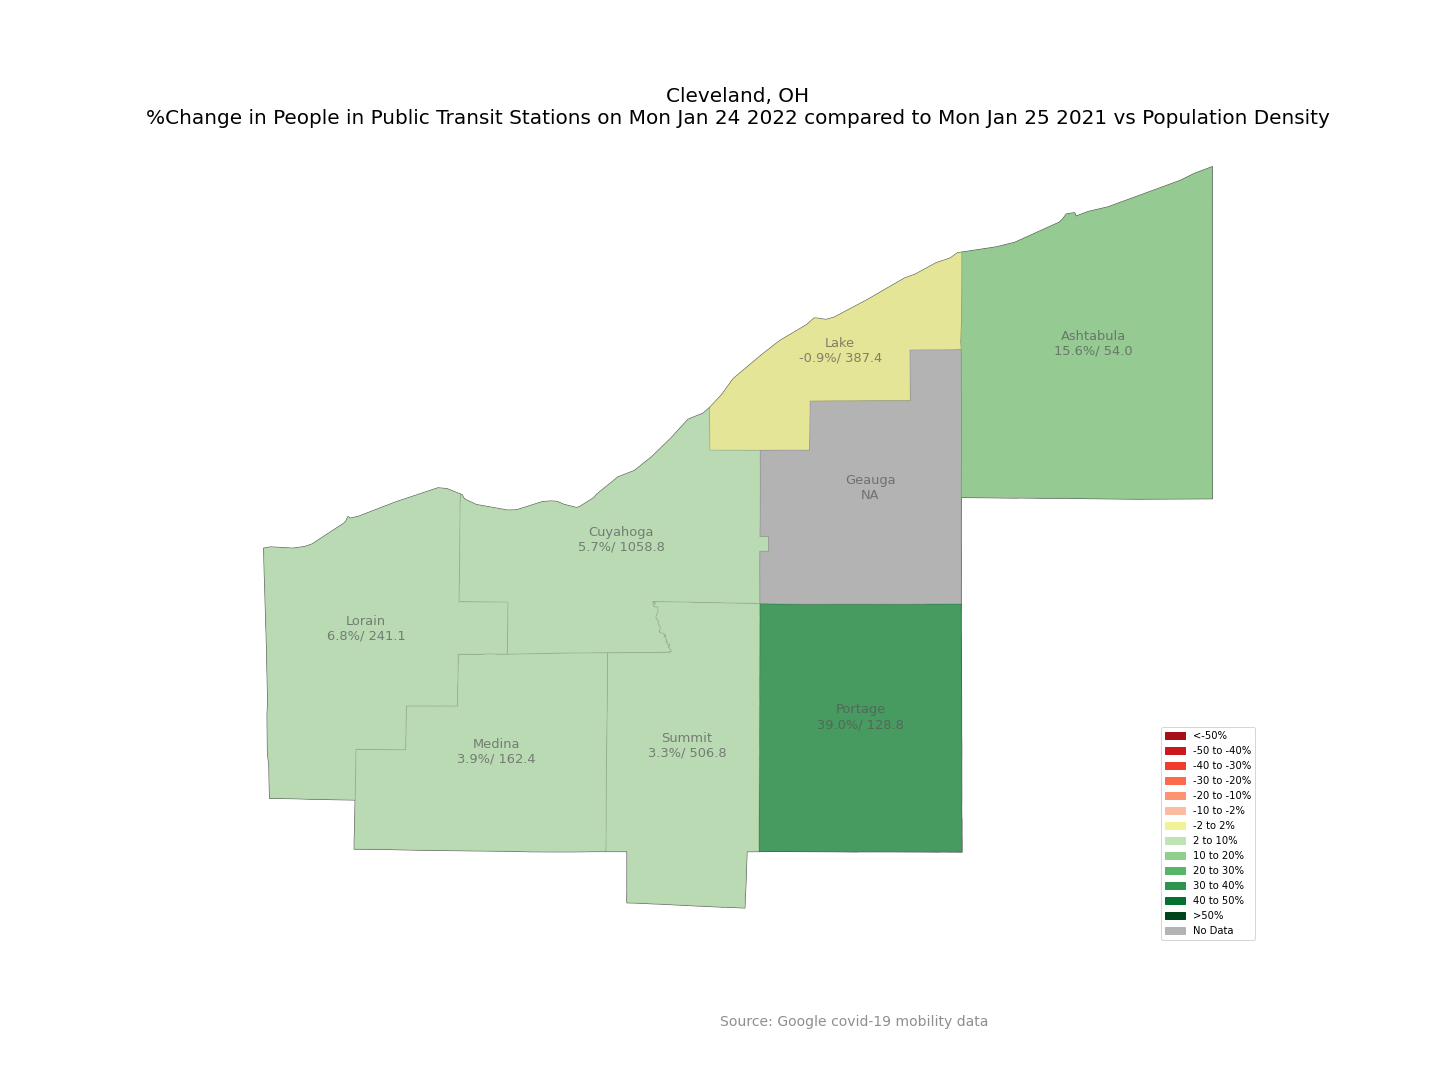 Cleveland, OH
%Change in People in Public Transit Stations on Mon Jan 24 2022 compared to Mon Jan 25 2021 vs Population Density
Ashtabula
15.6%/ 54.0
Lake
-0.9%/ 387.4
Geauga
NA
Cuyahoga
5.7%/ 1058.8
Lorain
6.8%/ 241.1
Portage
39.0%/ 128.8
Summit
3.3%/ 506.8
Medina
3.9%/ 162.4
<-50%
-50 to -40%
-40 to -30%
-30 to -20%
-20 to -10%
-10 to -2%
-2 to 2%
2 to 10%
10 to 20%
20 to 30%
30 to 40%
40 to 50%
>50%
No Data
Source: Google covid-19 mobility data